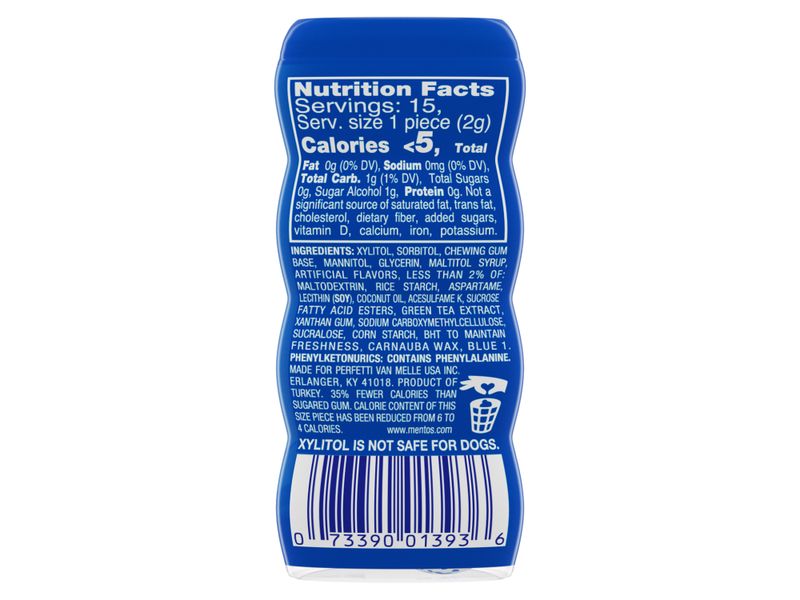 Nutrition Facts
Servings: 15,
Serv. size 1 piece (2g)
Calories <5, Total
Fat 0g (0% DV), Sodium 0mg (0% DV),
Total Carb. 1g (1% DV), Total Sugars
0g, Sugar Alcohol 1g, Protein 0g. Not a
significant source of saturated fat, trans fat,
cholesterol, dietary fiber, added sugars,
vitamin D, calcium, iron, potassium.
INGREDIENTS: XYLITOL, SORBITOL, CHEWING GUM
BASE, MANNITOL, GLYCERIN, MALTITOL SYRUP,
ARTIFICIAL FLAVORS, LESS THAN 2% OF:
MALTODEXTRIN, RICE STARCH, ASPARTAME,
LECITHIN (SOY), COCONUT OIL, ACESULFAME K, SUCROSE
FATTY ACID ESTERS, GREEN TEA EXTRACT,
XANTHAN GUM, SODIUM CARBOXYMETHYLCELLULOSE,
SUCRALOSE, CORN STARCH, BHT TO MAINTAIN
FRESHNESS, CARNAUBA WAX, BLUE 1.
PHENYLKETONURICS: CONTAINS PHENYLALANINE.
MADE FOR PERFETTI VAN MELLE USA INC.
ERLANGER, KY 41018. PRODUCT OF
TURKEY. 35% FEWER CALORIES THAN
SUGARED GUM. CALORIE CONTENT OF THIS
SIZE PIECE HAS BEEN REDUCED FROM 6 TO
4 CALORIES. www.mentos.com
XYLITOL IS NOT SAFE FOR DOGS.
0 73390 01393 6